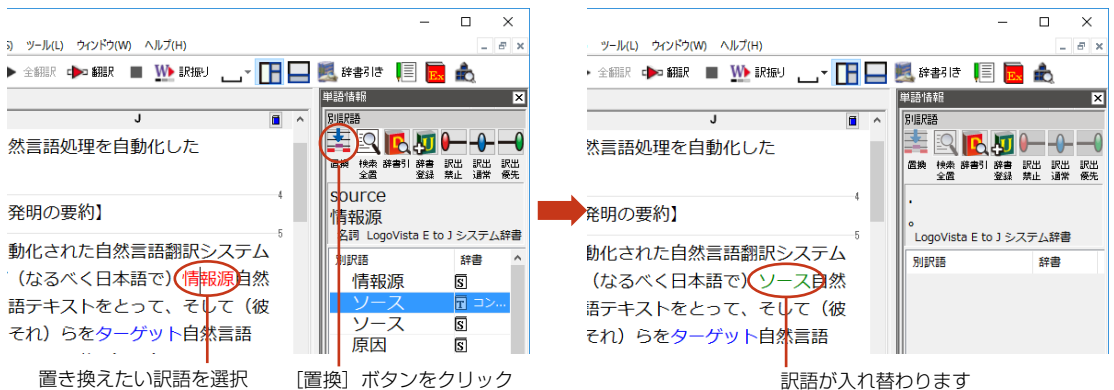 S) ツール(L) ウィンドウ(W) ヘルプ(H)
全翻訳 翻訳 訳振り 辞書引き
単語情報
J
別訳語
置換 検索全置 辞書引 辞書登録 訳出禁止 訳出通常 訳出優先
然言語処理を自動化した
source
情報源
名詞 LogoVista E to J システム辞書
4
発明の要約】
5
動化された自然言語翻訳システム
(なるべく日本語で) 情報源自然
語テキストをとって、そして(彼
それ)らをターゲット自然言語
別訳語 辞書
情報源 S
ソース コン...
ソース S
原因 S
置き換えたい訳語を選択
[置換] ボタンをクリック
ツール(L) ウィンドウ(W) ヘルプ(H)
全翻訳 翻訳 訳振り 辞書引き
単語情報
J
別訳語
置換 検索全置 辞書引 辞書登録 訳出禁止 訳出通常 訳出優先
然言語処理を自動化した
.
。
LogoVista E to J システム辞書
4
発明の要約】
5
動化された自然言語翻訳システム
(なるべく日本語で) ソース自然
語テキストをとって、そして(彼
それ)らをターゲット自然言語
別訳語 辞書
訳語が入れ替わります